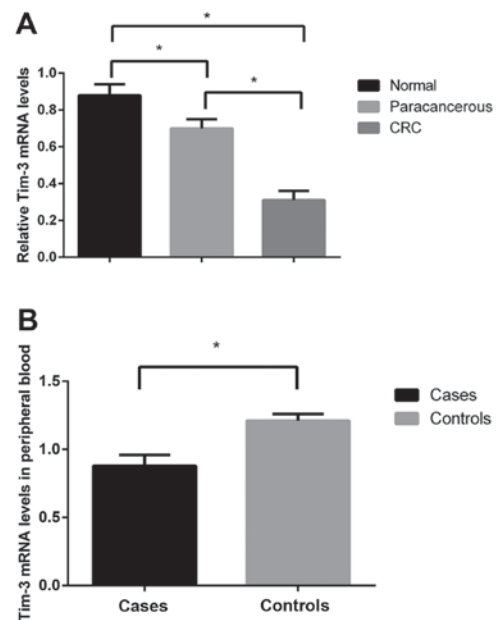 A
*
*
*
Relative Tim-3 mRNA levels
1.0
0.8
0.6
0.4
0.2
0.0
Normal
Paracancerous
CRC
B
*
Tim-3 mRNA levels in peripheral blood
1.5
1.0
0.5
0.0
Cases
Controls
Cases Controls